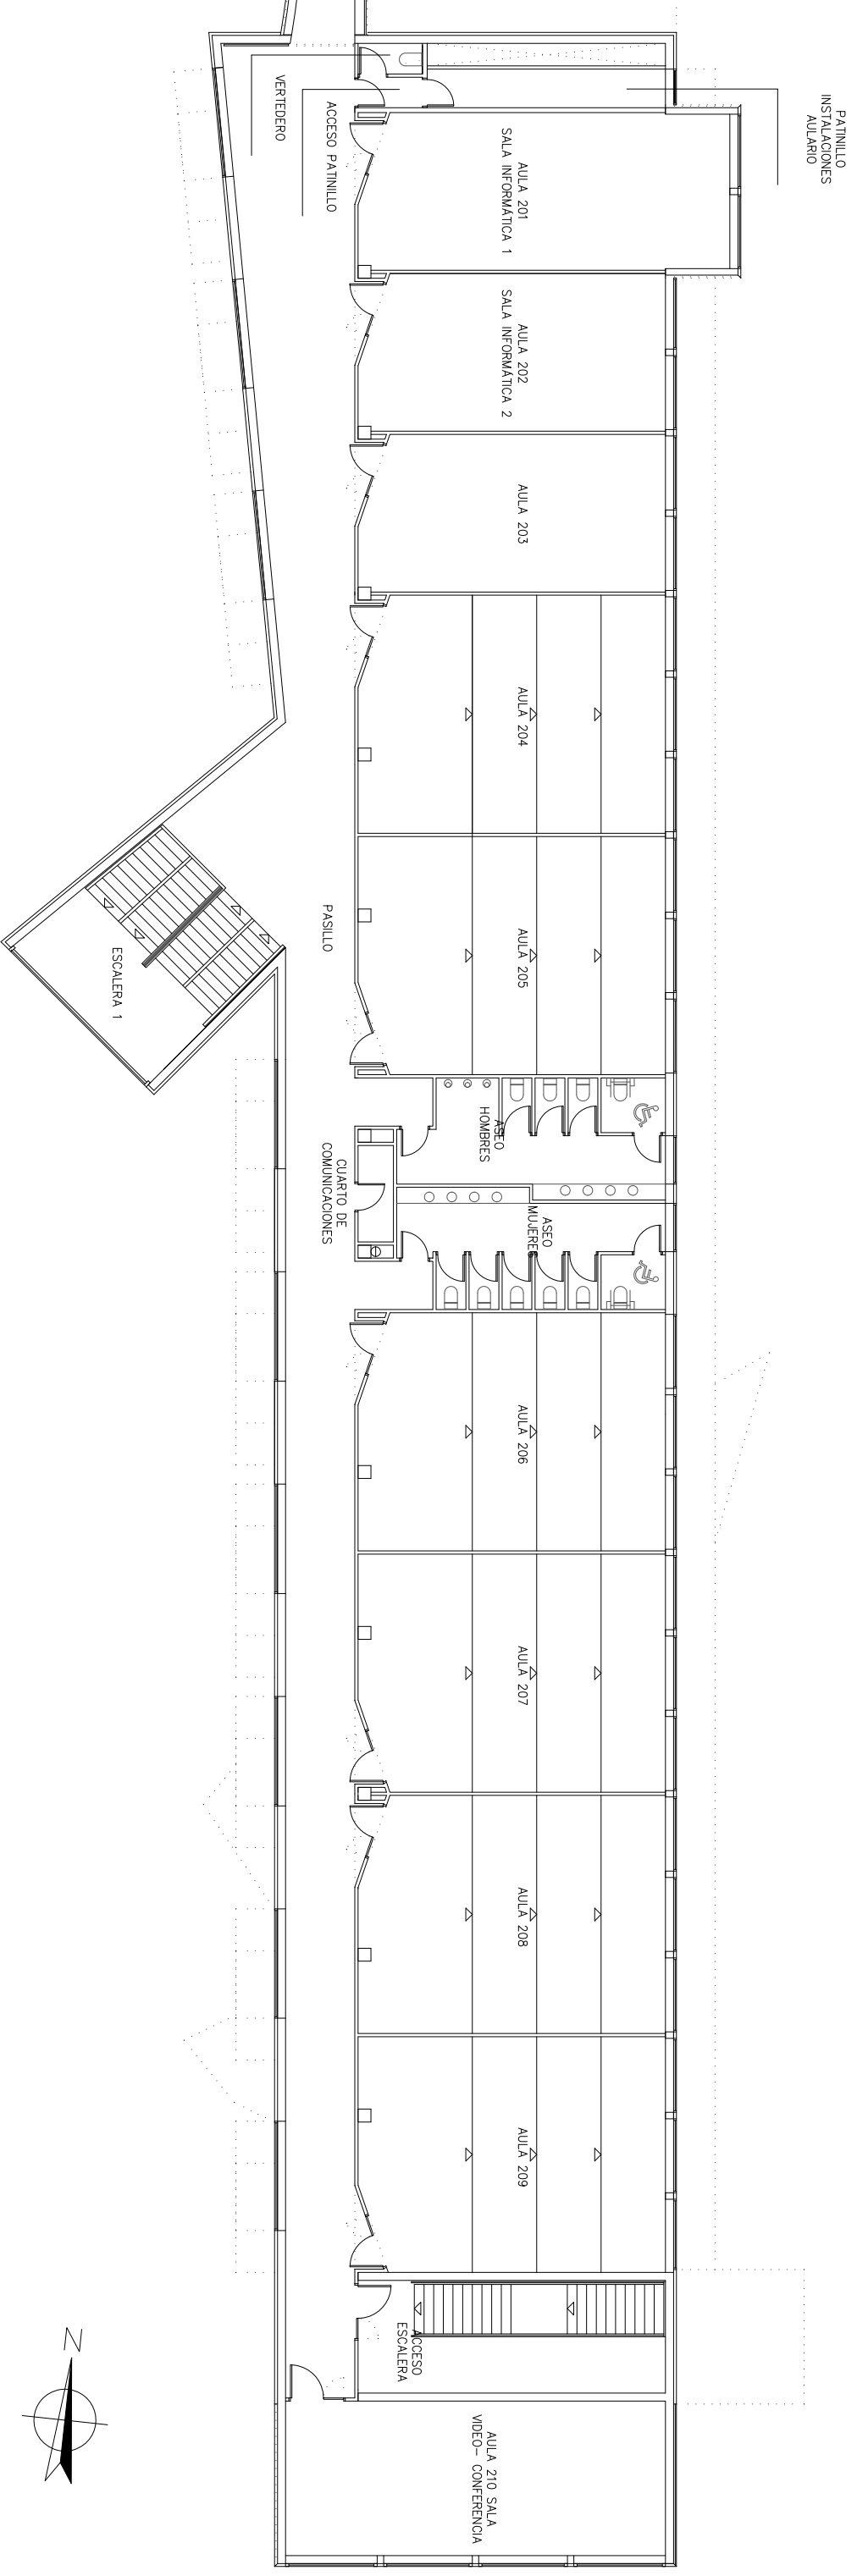 PATINILLO
INSTALACIONES
AULARIO
VERTEDERO
ACCESO PATINILLO
AULA 201
SALA INFORMÁTICA 1
AULA 202
SALA INFORMÁTICA 2
AULA 203
AULA 204
PASILLO
AULA 205
ESCALERA 1
ASEO
HOMBRES
CUARTO DE
COMUNICACIONES
ASEO
MUJERES
AULA 206
AULA 207
AULA 208
AULA 209
ACCESO
ESCALERA
AULA 210 SALA
VIDEO- CONFERENCIA
N